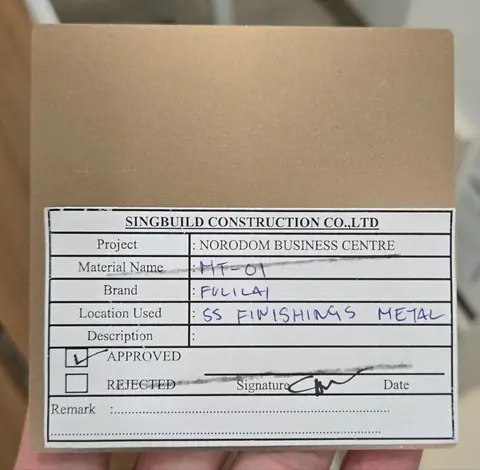 SINGBUILD CONSTRUCTION CO.,LTD
Project : NORODOM BUSINESS CENTRE
Material Name : MT-01
Brand : FULILAI
Location Used : SS FINISHINGS METAL
Description :
APPROVED
REJECTED Signature Date
Remark :